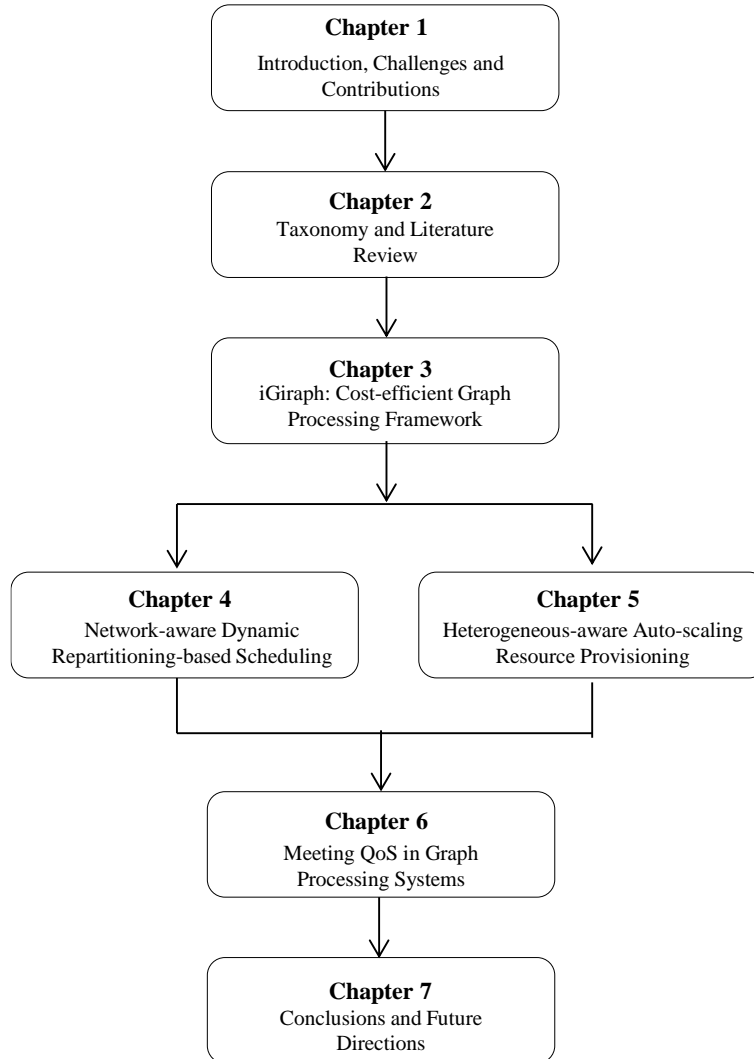 Chapter 1
Introduction, Challenges and
Contributions
Chapter 2
Taxonomy and Literature
Review
Chapter 3
iGiraph: Cost-efficient Graph
Processing Framework
Chapter 4
Network-aware Dynamic
Repartitioning-based Scheduling
Chapter 5
Heterogeneous-aware Auto-scaling
Resource Provisioning
Chapter 6
Meeting QoS in Graph
Processing Systems
Chapter 7
Conclusions and Future
Directions